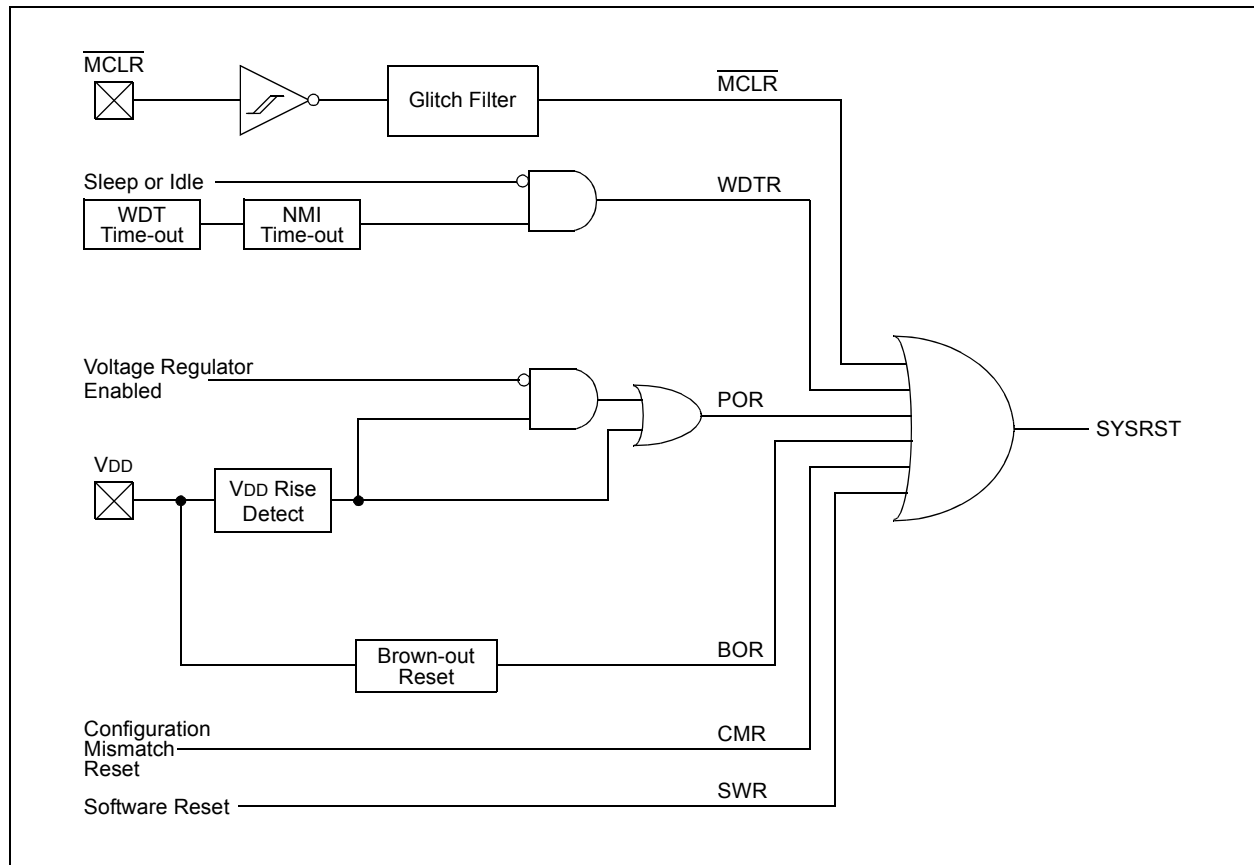 MCLR
Glitch Filter
MCLR
Sleep or Idle
WDTR
WDT
Time-out
NMI
Time-out
Voltage Regulator
Enabled
POR
SYSRST
VDD
VDD Rise
Detect
Brown-out
Reset
BOR
Configuration
Mismatch
Reset
CMR
Software Reset
SWR